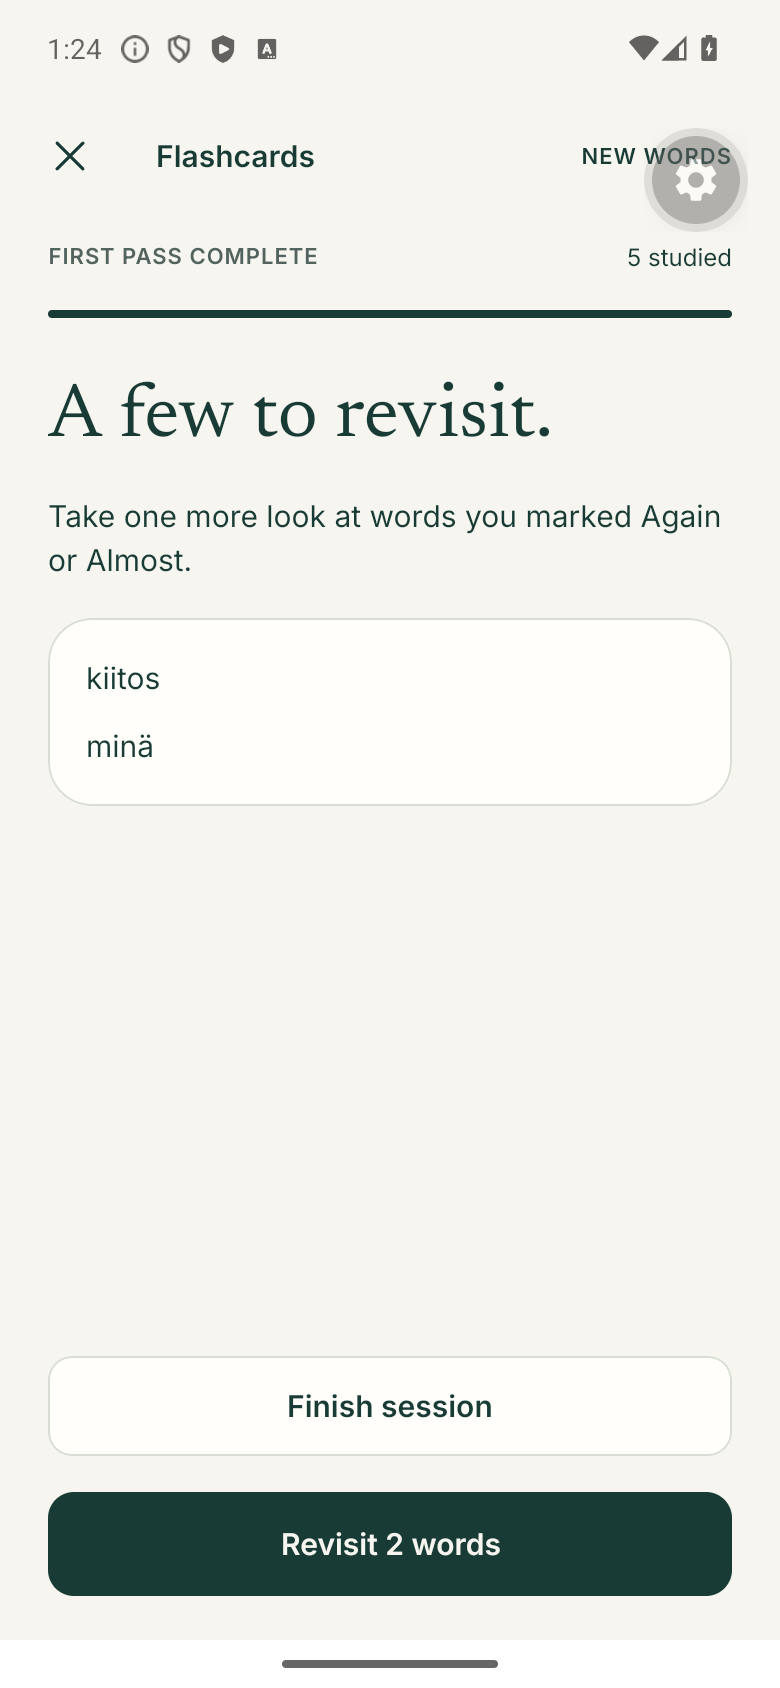 1:24
Flashcards
NEW WORDS
FIRST PASS COMPLETE
5 studied
A few to revisit.
Take one more look at words you marked Again
or Almost.
kiitos
minä
Finish session
Revisit 2 words